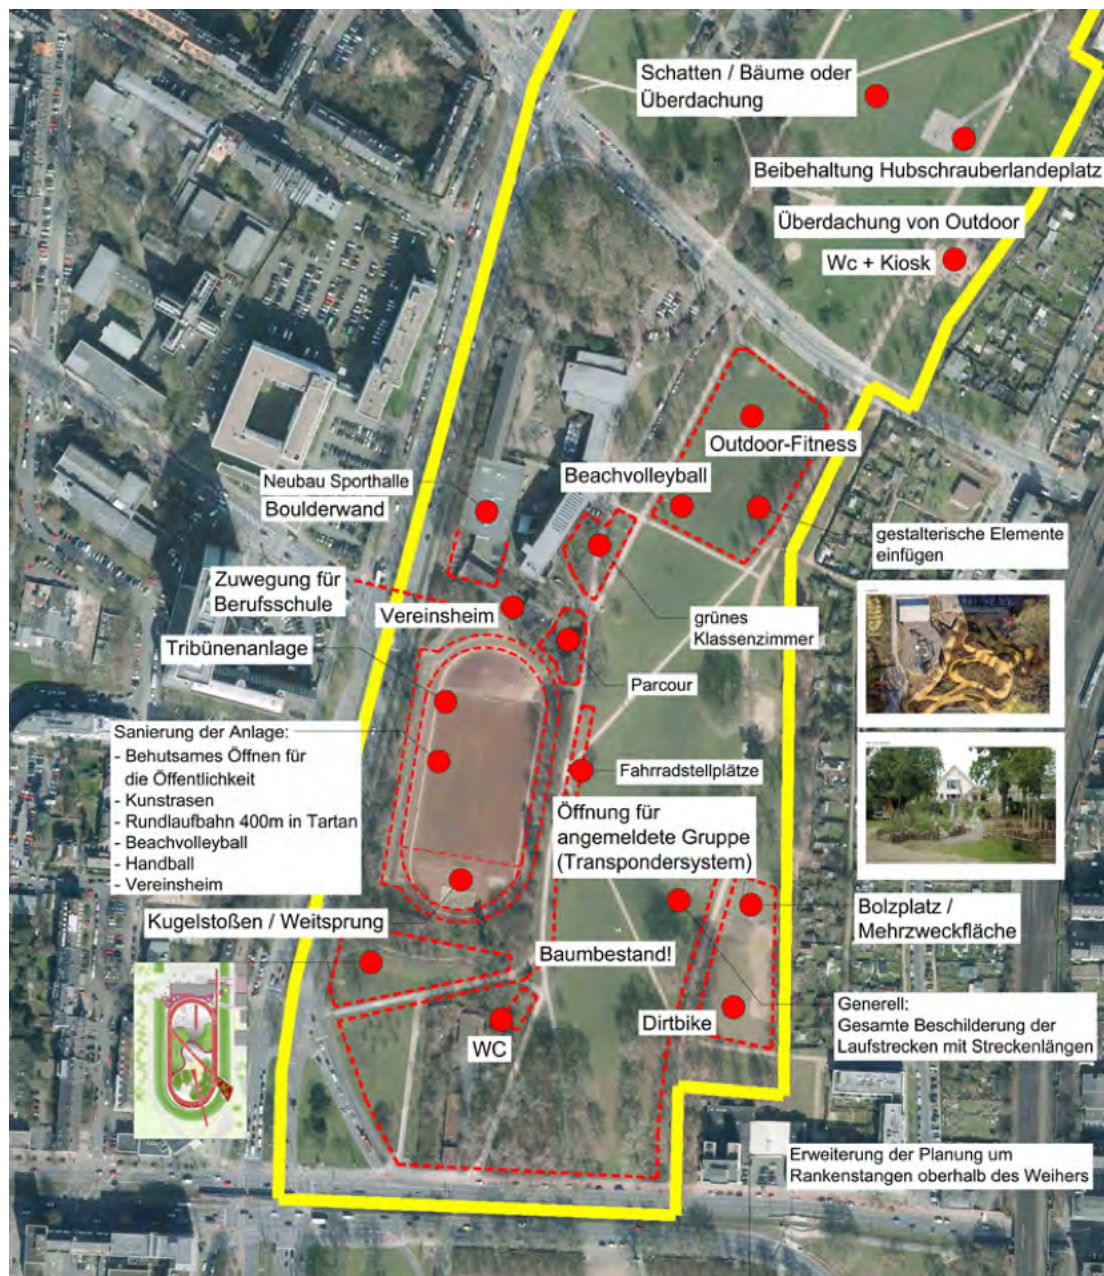 Schatten / Bäume oder
Überdachung
Beibehaltung Hubschrauberlandeplatz
Überdachung von Outdoor
Wc + Kiosk
Outdoor-Fitness
Beachvolleyball
Neubau Sporthalle
Boulderwand
gestalterische Elemente
einfügen
Zuwegung für
Berufsschule
Vereinsheim
grünes
Klassenzimmer
Tribünenanlage
Parcour
Sanierung der Anlage:
- Behutsames Öffnen für
die Öffentlichkeit
- Kunstrasen
- Rundlaufbahn 400m in Tartan
- Beachvolleyball
- Handball
- Vereinsheim
Fahrradstellplätze
Öffnung für
angemeldete Gruppe
(Transpondersystem)
Kugelstoßen / Weitsprung
Bolzplatz /
Mehrzweckfläche
Baumbestand!
Generell:
Gesamte Beschilderung der
Laufstrecken mit Streckenlängen
Dirtbike
WC
Erweiterung der Planung um
Rankenstangen oberhalb des Weihers